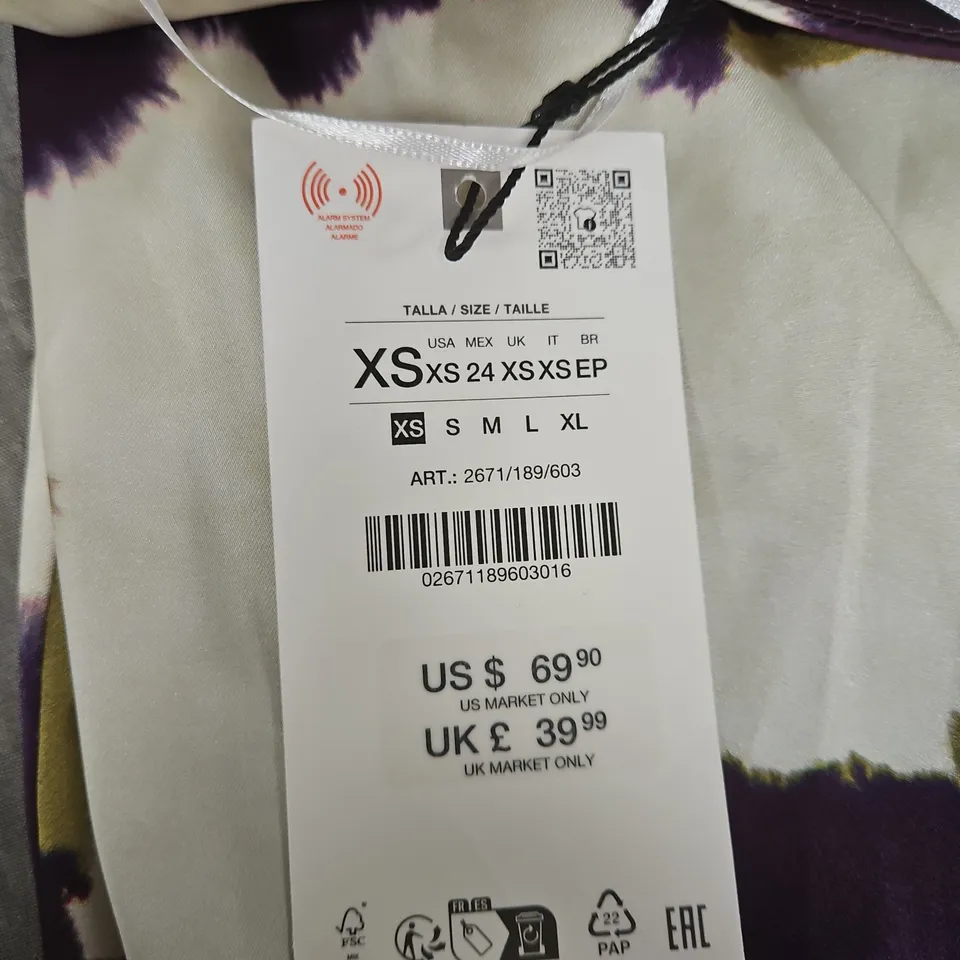 ALARM SYSTEM
ALARMADO
ALARME
TALLA / SIZE / TAILLE
USA MEX UK IT BR
XS XS 24 XS XS EP
XS S M L XL
ART.: 2671/189/603
02671189603016
US $ 69 90
US MARKET ONLY
UK £ 39 99
UK MARKET ONLY
FR ES
FSC
22
PAP
EAC